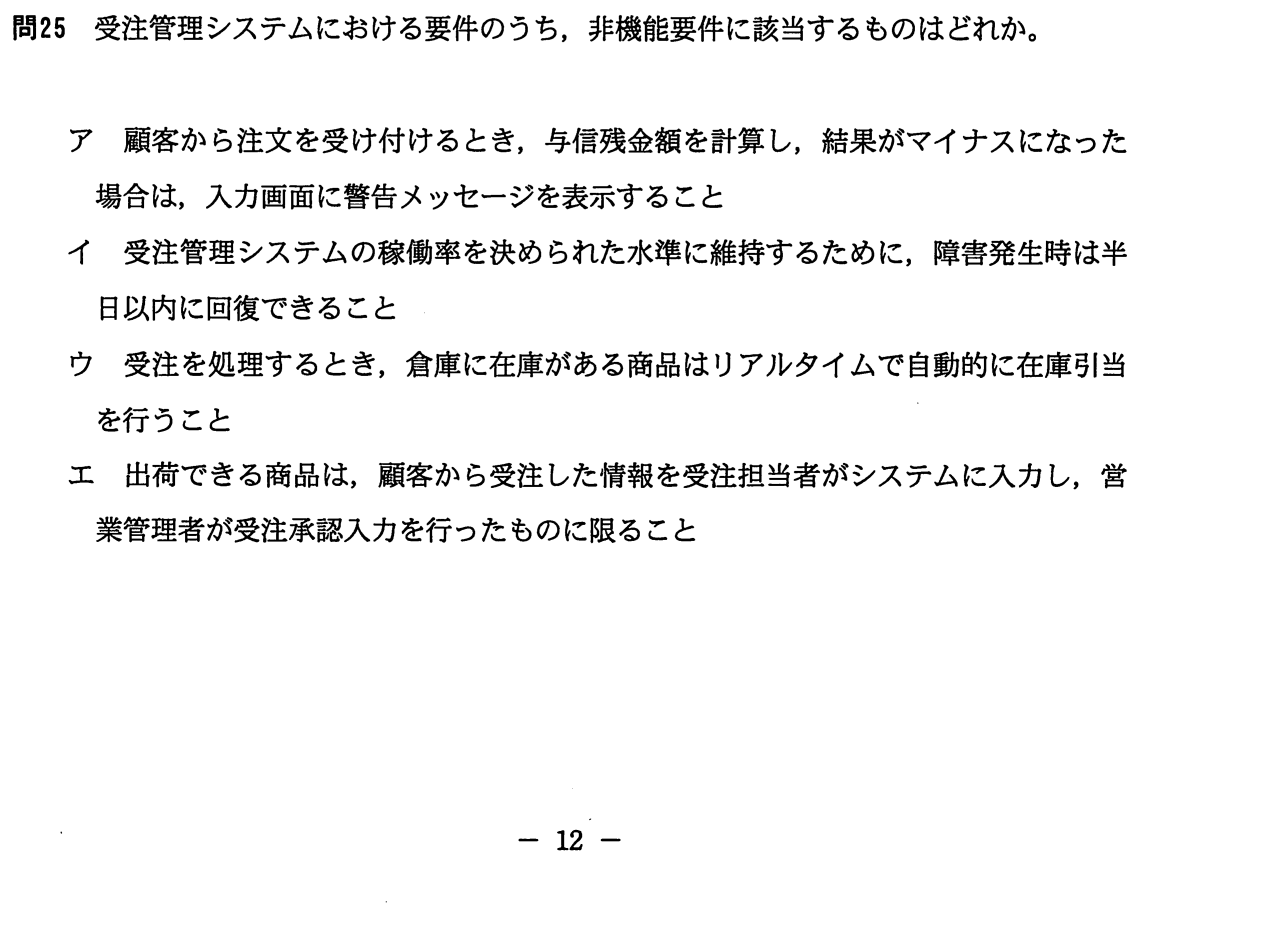 問25 受注管理システムにおける要件のうち，非機能要件に該当するものはどれか。
ア 顧客から注文を受け付けるとき，与信残金額を計算し，結果がマイナスになった
場合は，入力画面に警告メッセージを表示すること
イ 受注管理システムの稼働率を決められた水準に維持するために，障害発生時は半
日以内に回復できること
ウ 受注を処理するとき，倉庫に在庫がある商品はリアルタイムで自動的に在庫引当
を行うこと
エ 出荷できる商品は，顧客から受注した情報を受注担当者がシステムに入力し，営
業管理者が受注承認入力を行ったものに限ること
－ 12 －